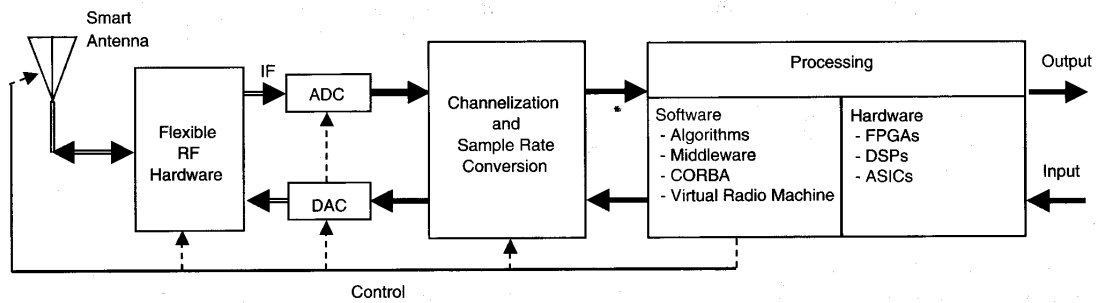 Smart
Antenna
Flexible
RF
Hardware
IF
ADC
DAC
Channelization
and
Sample Rate
Conversion
Processing
Software
- Algorithms
- Middleware
- CORBA
- Virtual Radio Machine
Hardware
- FPGAs
- DSPs
- ASICs
Output
Input
Control